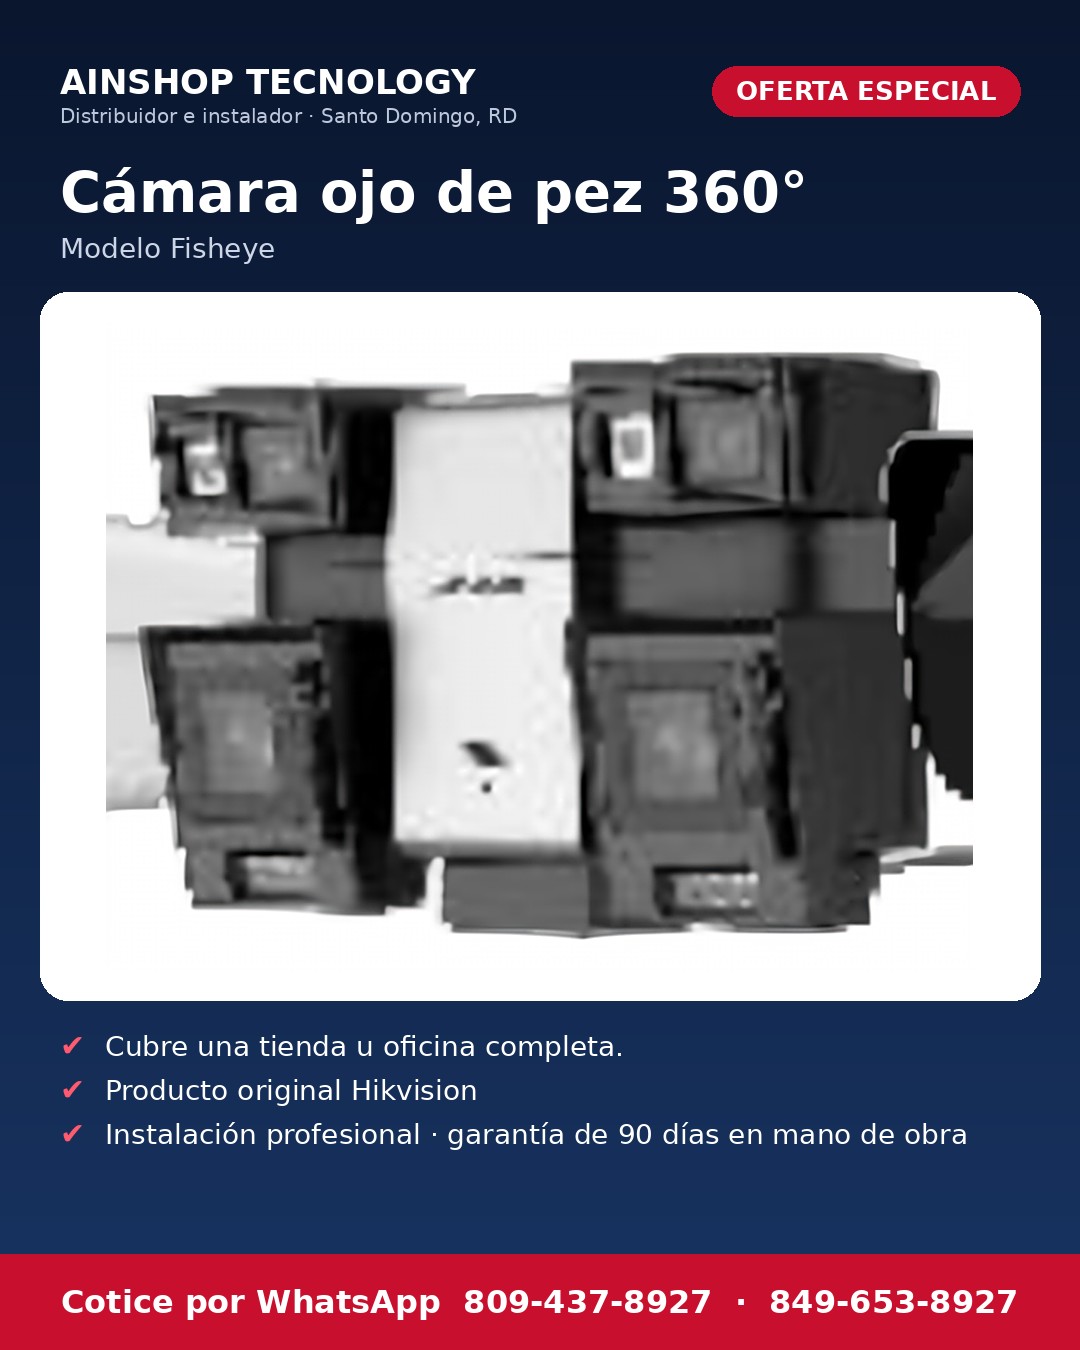 AINSHOP TECNOLOGY
Distribuidor e instalador · Santo Domingo, RD
OFERTA ESPECIAL
Cámara ojo de pez 360°
Modelo Fisheye
✔ Cubre una tienda u oficina completa.
✔ Producto original Hikvision
✔ Instalación profesional · garantía de 90 días en mano de obra
Cotice por WhatsApp 809-437-8927 · 849-653-8927